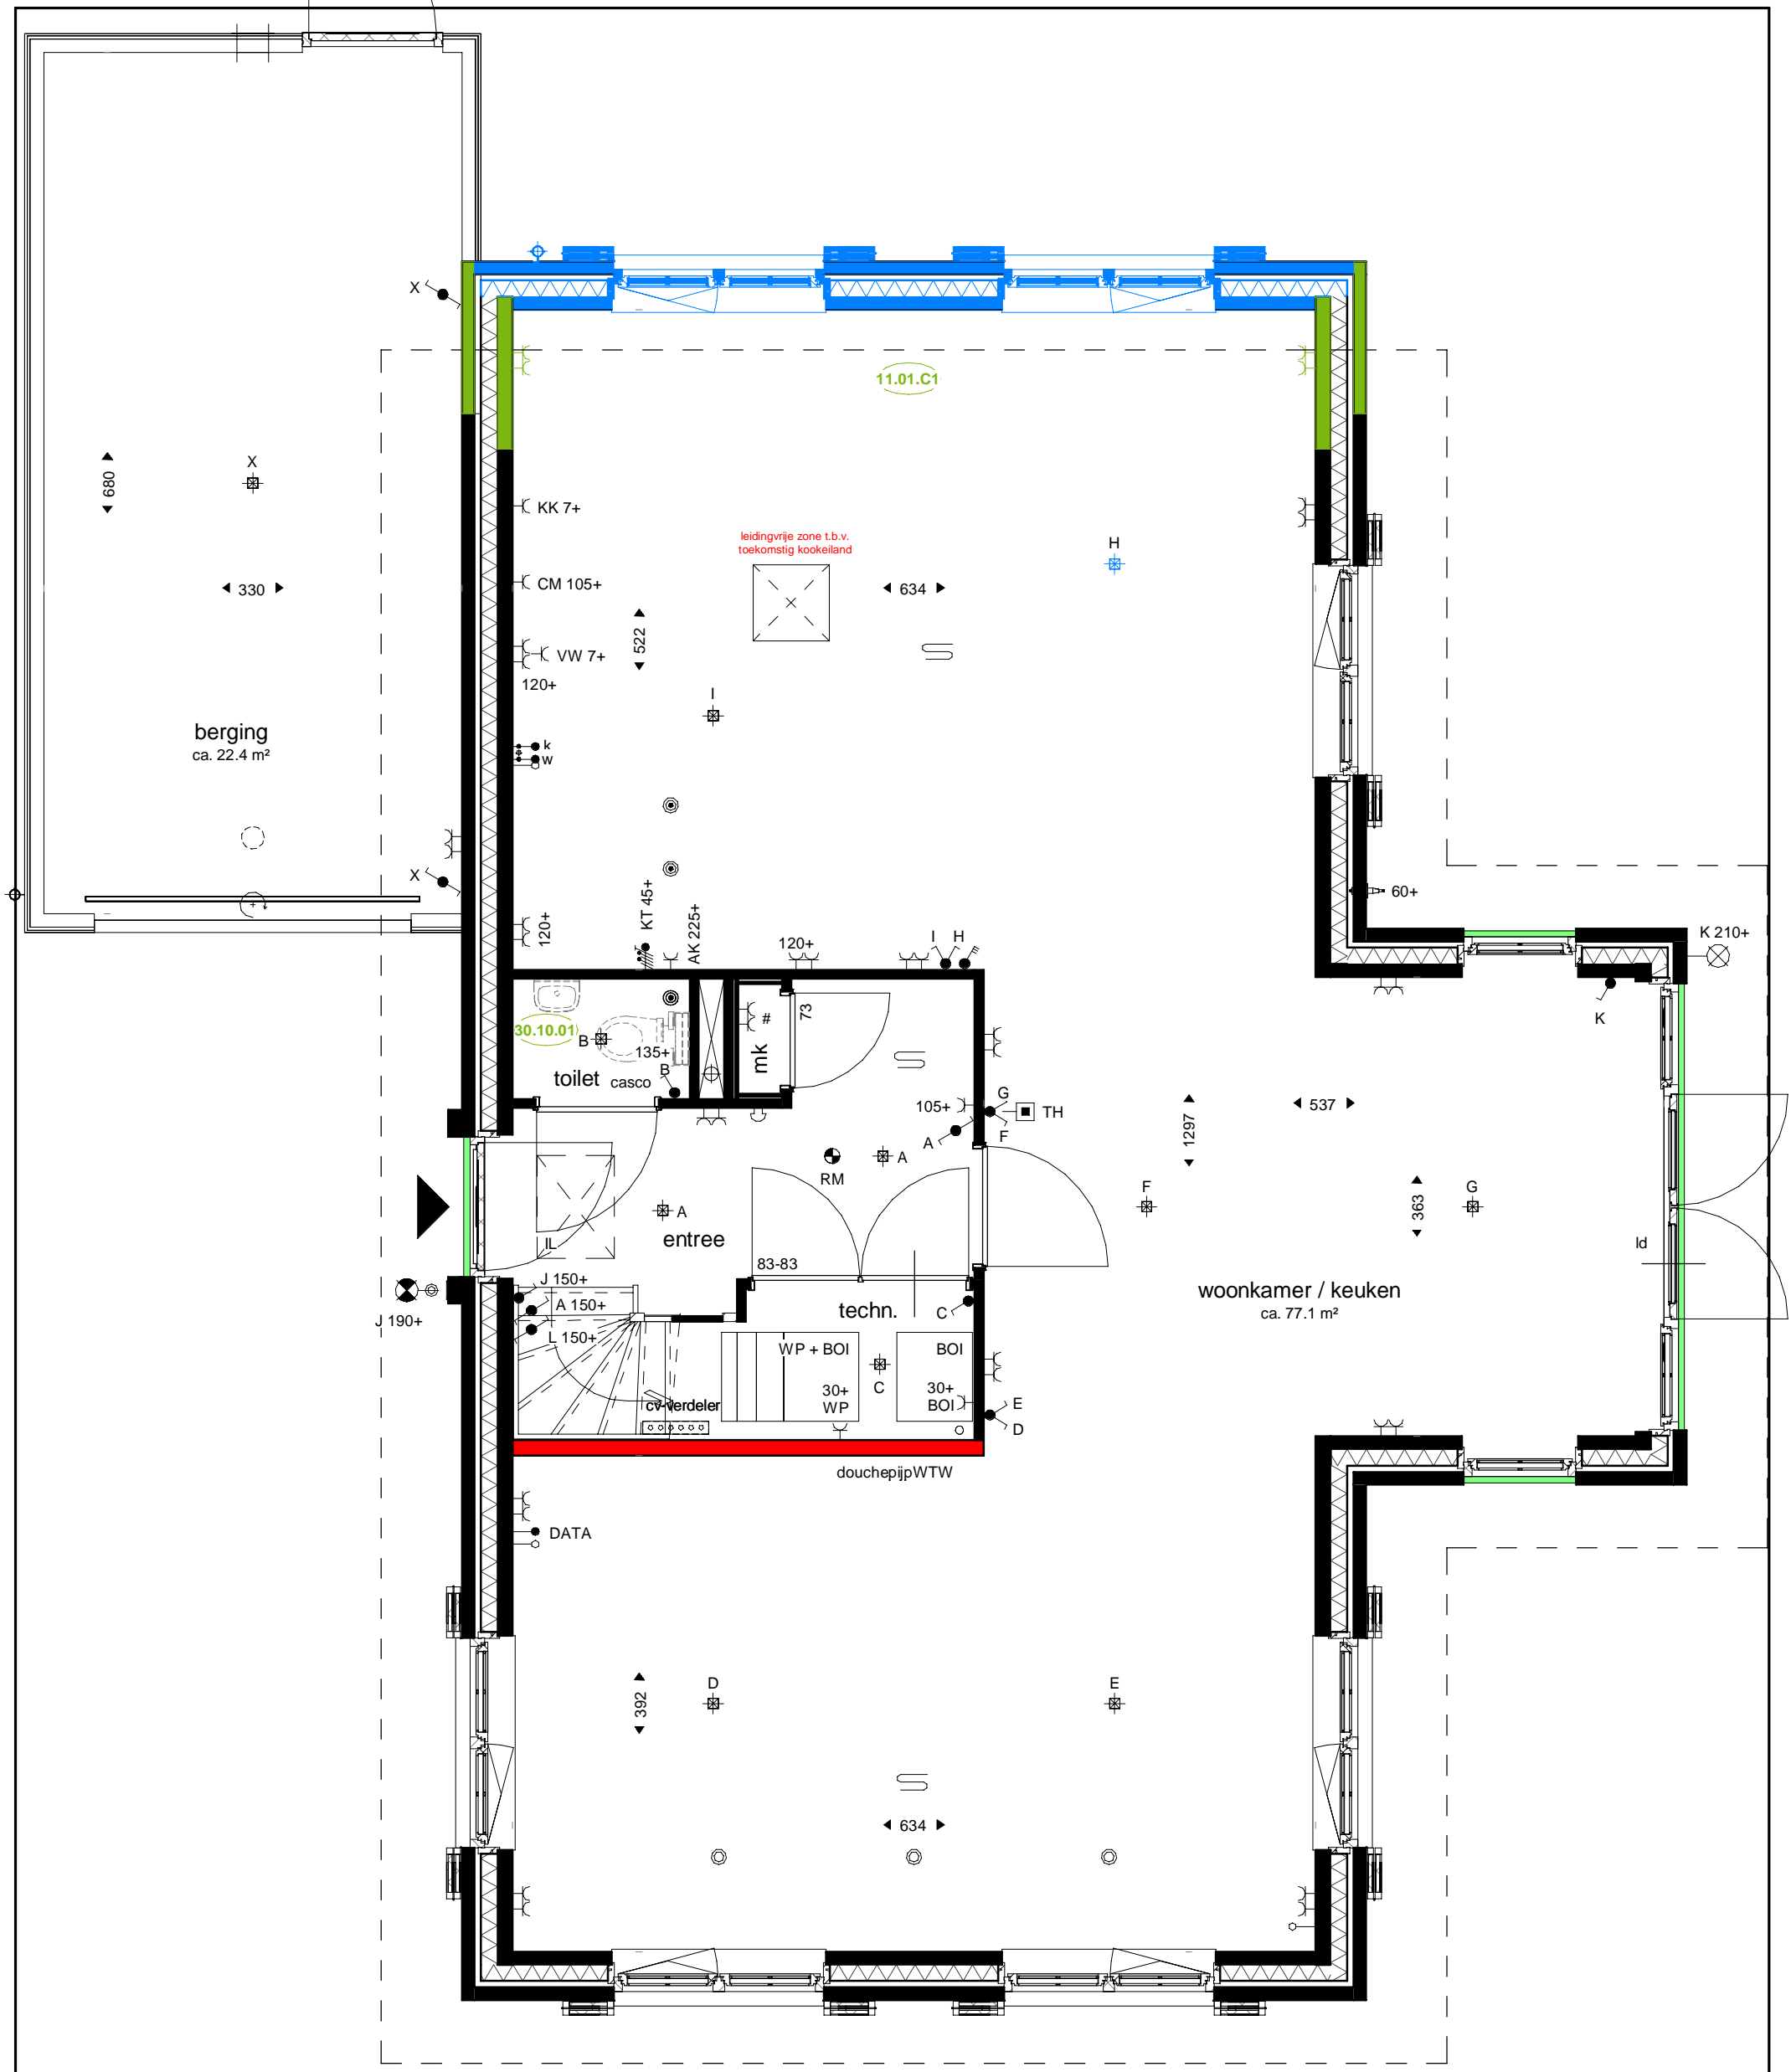 X
11.01.C1
X
680
KK 7+
leidingvrije zone t.b.v.
toekomstig kookeiland
H
330
CM 105+
634
522
VW 7+
120+
I
berging
ca. 22.4 m²
k
w
X
60+
120+
KT 45+
AK 225+
120+
I
H
K 210+
30.10.01
B
135+
B
toilet
casco
#
mk
73
K
105+
G
TH
F
A
A
RM
1297
537
A
IL
entree
F
363
G
ld
83-83
J 150+
A 150+
L 150+
J 190+
techn.
C
woonkamer / keuken
ca. 77.1 m²
WP + BOI
BOI
C
30+
WP
30+
BOI
cv-verdeler
E
D
douchepijpWTW
DATA
D
E
392
634